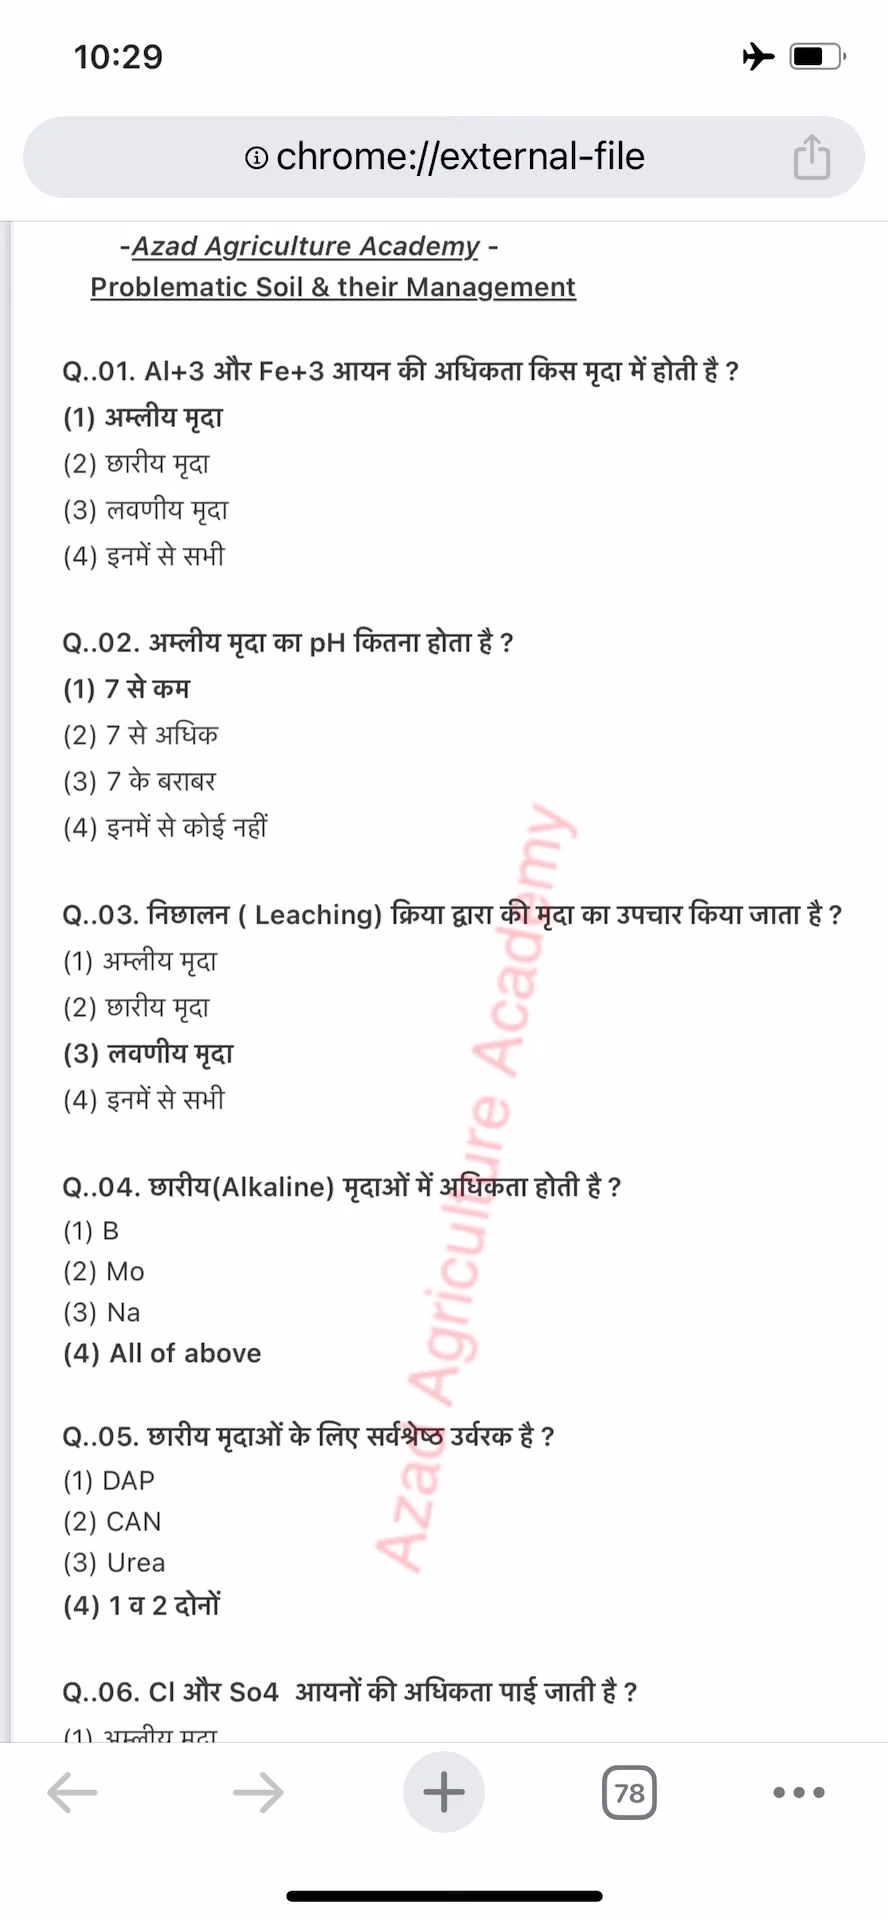 10:29
chrome://external-file
-Azad Agriculture Academy -
Problematic Soil & their Management
Q..01. Al+3 और Fe+3 आयन की अधिकता किस मृदा में होती है ?
(1) अम्लीय मृदा
(2) छारीय मृदा
(3) लवणीय मृदा
(4) इनमें से सभी
Q..02. अम्लीय मृदा का pH कितना होता है ?
(1) 7 से कम
(2) 7 से अधिक
(3) 7 के बराबर
(4) इनमें से कोई नहीं
Q..03. निछालन ( Leaching) क्रिया द्वारा की मृदा का उपचार किया जाता है ?
(1) अम्लीय मृदा
(2) छारीय मृदा
(3) लवणीय मृदा
(4) इनमें से सभी
Q..04. छारीय(Alkaline) मृदाओं में अधिकता होती है ?
(1) B
(2) Mo
(3) Na
(4) All of above
Q..05. छारीय मृदाओं के लिए सर्वश्रेष्ठ उर्वरक है ?
(1) DAP
(2) CAN
(3) Urea
(4) 1 व 2 दोनों
Q..06. Cl और So4  आयनों की अधिकता पाई जाती है ?
(1) अम्लीय मृदा
Azad Agriculture Academy
78